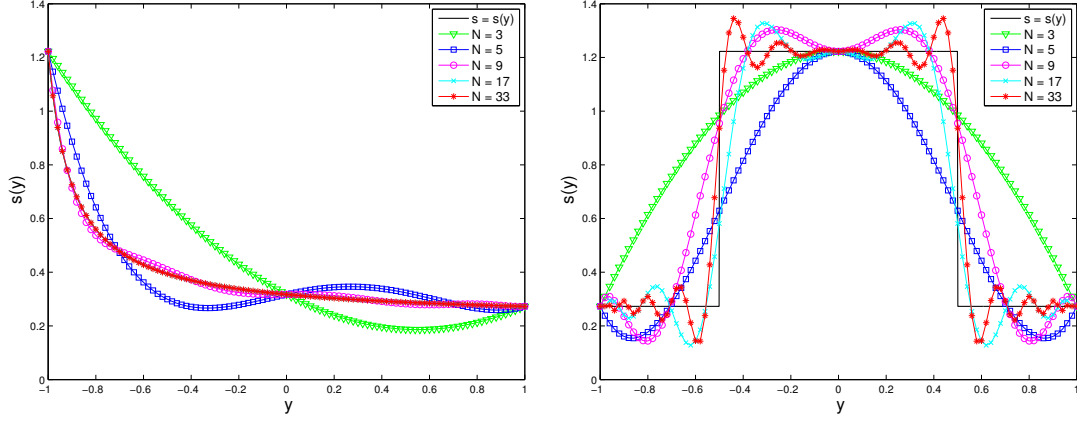 1.4
1.2
1
0.8
0.6
0.4
0.2
0
s(y)
−1 −0.8 −0.6 −0.4 −0.2 0 0.2 0.4 0.6 0.8 1
y
s = s(y)
N = 3
N = 5
N = 9
N = 17
N = 33
1.4
1.2
1
0.8
0.6
0.4
0.2
0
s(y)
−1 −0.8 −0.6 −0.4 −0.2 0 0.2 0.4 0.6 0.8 1
y
s = s(y)
N = 3
N = 5
N = 9
N = 17
N = 33